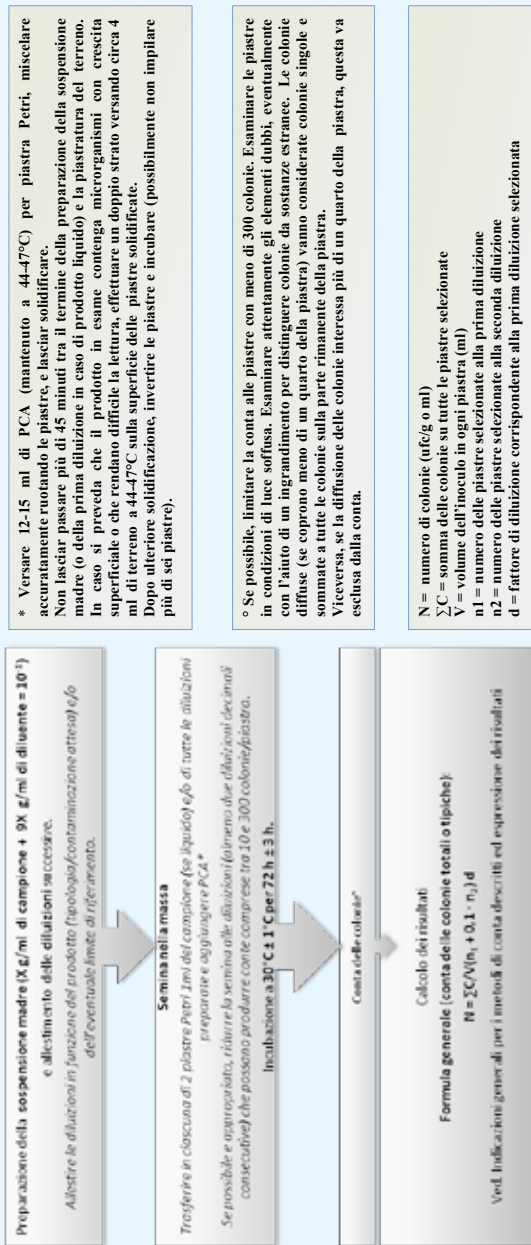 Preparazione della sospensione madre (X g/ml di campione + 9X g/ml di diluente = 10⁻¹)
e allestimento delle diluizioni successive.
Allestire le diluizioni in funzione del prodotto (tipologia/contaminazione attesa) e/o
dell'eventuale limite di riferimento.
Semina nella massa
Trasferire in ciascuna di 2 piastre Petri 1ml del campione (se liquido) e/o di tutte le diluizioni
preparate e aggiungere PCA*
Se possibile e appropriato, ridurre la semina alle diluizioni (almeno due diluizioni decimali
consecutive) che possano produrre conte comprese tra 10 e 300 colonie/piastra.
Incubazione a 30°C ± 1°C per 72 h ± 3 h.
Conta delle colonie°
Calcolo dei risultati
Formula generale (conta delle colonie totali o tipiche):
N = ∑C/V(n₁ + 0,1 · n₂) d
Ved. Indicazioni generali per i metodi di conta descritti ed espressione dei risultati
* Versare 12-15 ml di PCA (mantenuto a 44-47°C) per piastra Petri, miscelare
accuratamente ruotando le piastre, e lasciar solidificare.
Non lasciar passare più di 45 minuti tra il termine della preparazione della sospensione
madre (o della prima diluizione in caso di prodotto liquido) e la piastratura del terreno.
In caso si preveda che il prodotto in esame contenga microrganismi con crescita
superficiale o che rendano difficile la lettura, effettuare un doppio strato versando circa 4
ml di terreno a 44-47°C sulla superficie delle piastre solidificate.
Dopo ulteriore solidificazione, invertire le piastre e incubare (possibilmente non impilare
più di sei piastre).
° Se possibile, limitare la conta alle piastre con meno di 300 colonie. Esaminare le piastre
in condizioni di luce soffusa. Esaminare attentamente gli elementi dubbi, eventualmente
con l'aiuto di un ingrandimento per distinguere colonie da sostanze estranee. Le colonie
diffuse (se coprono meno di un quarto della piastra) vanno considerate colonie singole e
sommate a tutte le colonie sulla parte rimanente della piastra.
Viceversa, se la diffusione delle colonie interessa più di un quarto della piastra, questa va
esclusa dalla conta.
N = numero di colonie (ufc/g o ml)
∑C = somma delle colonie su tutte le piastre selezionate
V = volume dell'inoculo in ogni piastra (ml)
n1 = numero delle piastre selezionate alla prima diluizione
n2 = numero delle piastre selezionate alla seconda diluizione
d = fattore di diluizione corrispondente alla prima diluizione selezionata